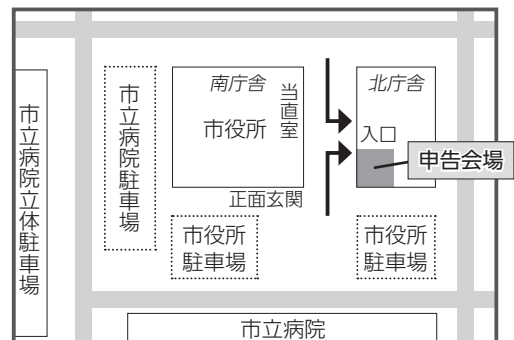 市立病院立体駐車場
市立病院駐車場
南庁舎
市役所
当直室
正面玄関
北庁舎
入口
申告会場
市役所
駐車場
市役所
駐車場
市立病院